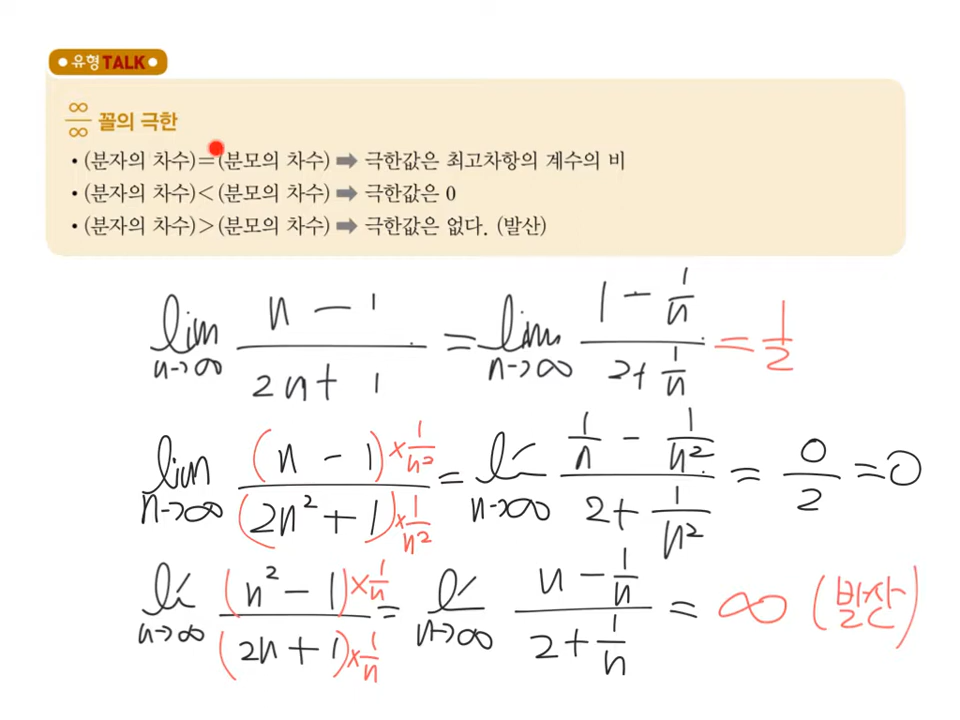 유형TALK
∞/∞ 꼴의 극한
• (분자의 차수)=(분모의 차수) ➡ 극한값은 최고차항의 계수의 비
• (분자의 차수)<(분모의 차수) ➡ 극한값은 0
• (분자의 차수)>(분모의 차수) ➡ 극한값은 없다. (발산)
lim n→∞ (n − 1)/(2n + 1) = lim n→∞ (1 − 1/n)/(2 + 1/n) = 1/2
lim n→∞ ((n − 1) × 1/n²)/((2n² + 1) × 1/n²) = li n→∞ (1/n − 1/n²)/(2 + 1/n²) = 0/2 = 0
li n→∞ ((n² − 1) × 1/n)/((2n + 1) × 1/n) = li n→∞ (n − 1/n)/(2 + 1/n) = ∞ (발산)